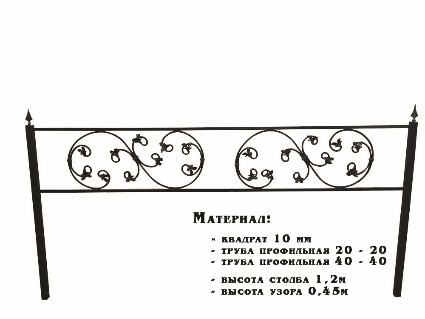 Материал:
- квадрат 10 мм
- труба профильная 20 - 20
- труба профильная 40 - 40
- высота столба 1,2м
- высота узора 0,45м